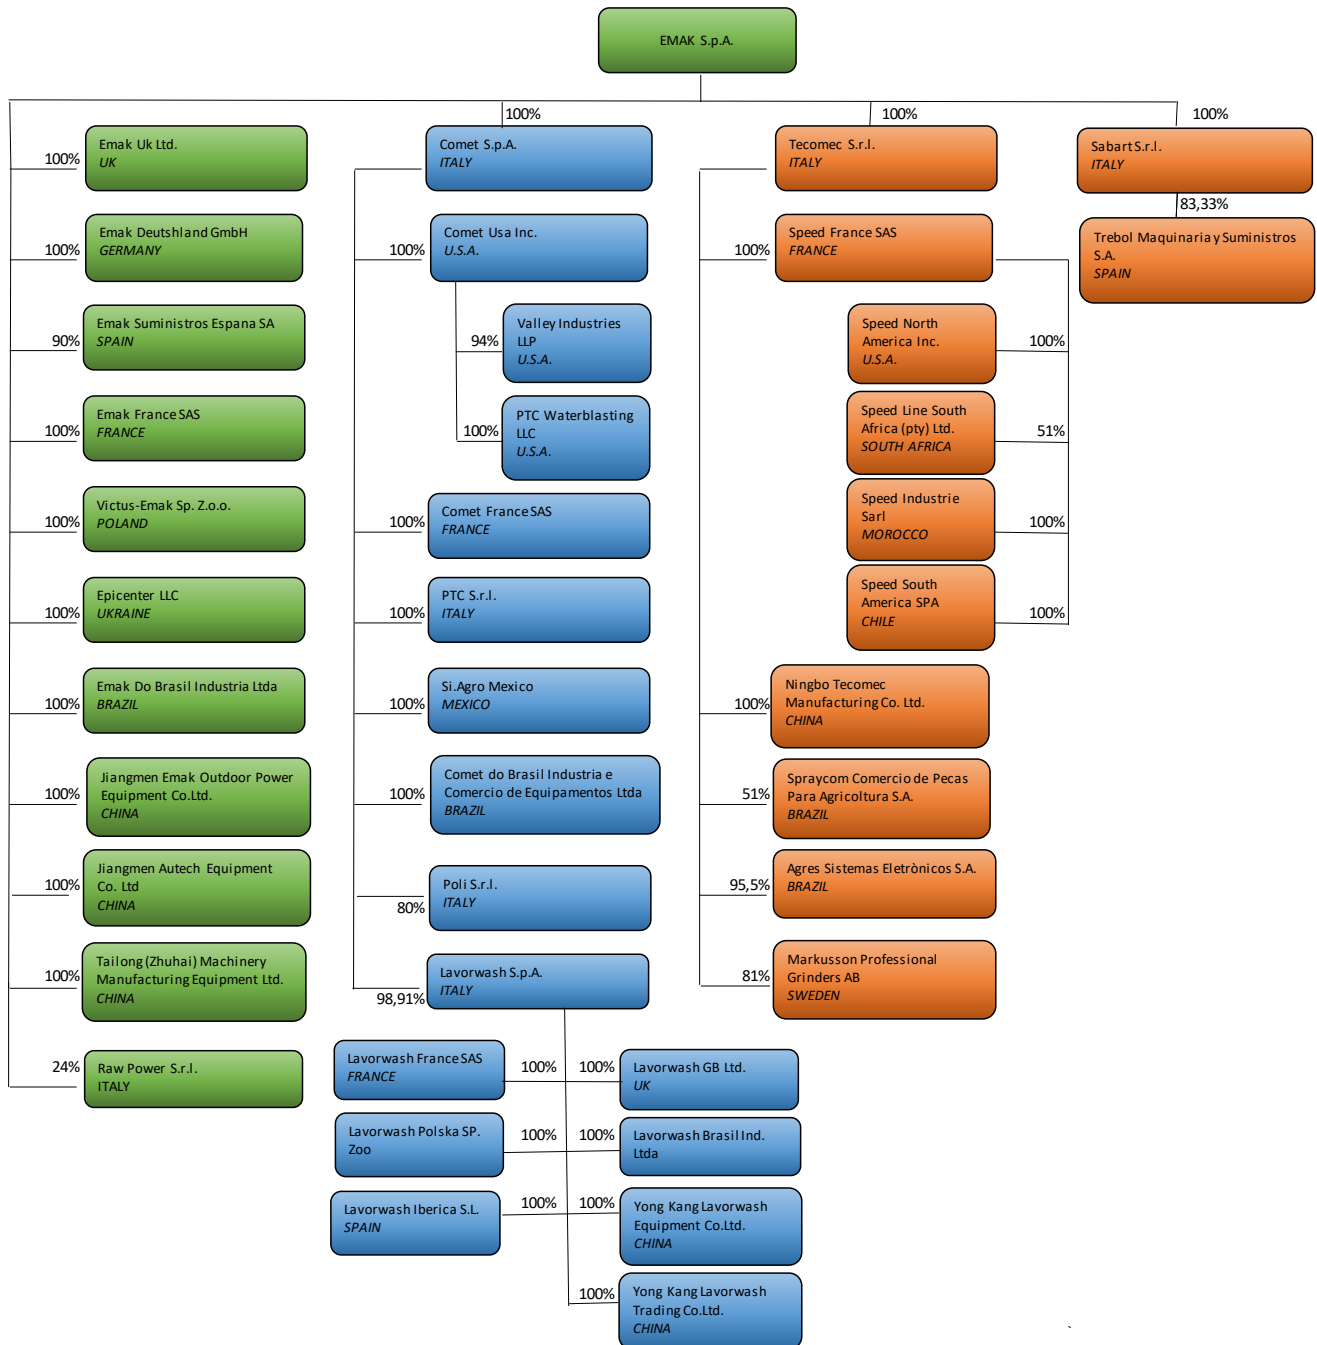 EMAK S.p.A.
100%
100%
100%
100%
Emak Uk Ltd.
UK
100%
Emak Deutshland GmbH
GERMANY
90%
Emak Suministros Espana SA
SPAIN
100%
Emak France SAS
FRANCE
100%
Victus-Emak Sp. Z.o.o.
POLAND
100%
Epicenter LLC
UKRAINE
100%
Emak Do Brasil Industria Ltda
BRAZIL
100%
Jiangmen Emak Outdoor Power
Equipment Co.Ltd.
CHINA
100%
Jiangmen Autech Equipment
Co. Ltd
CHINA
100%
Tailong (Zhuhai) Machinery
Manufacturing Equipment Ltd.
CHINA
24%
Raw Power S.r.l.
ITALY
Comet S.p.A.
ITALY
100%
Comet Usa Inc.
U.S.A.
94%
Valley Industries
LLP
U.S.A.
100%
PTC Waterblasting
LLC
U.S.A.
100%
Comet France SAS
FRANCE
100%
PTC S.r.l.
ITALY
100%
Si.Agro Mexico
MEXICO
100%
Comet do Brasil Industria e
Comercio de Equipamentos Ltda
BRAZIL
80%
Poli S.r.l.
ITALY
98,91%
Lavorwash S.p.A.
ITALY
Lavorwash France SAS
FRANCE
100%
100%
Lavorwash GB Ltd.
UK
Lavorwash Polska SP.
Zoo
100%
100%
Lavorwash Brasil Ind.
Ltda
Lavorwash Iberica S.L.
SPAIN
100%
100%
Yong Kang Lavorwash
Equipment Co.Ltd.
CHINA
100%
Yong Kang Lavorwash
Trading Co.Ltd.
CHINA
Tecomec S.r.l.
ITALY
100%
Speed France SAS
FRANCE
Speed North
America Inc.
U.S.A.
100%
Speed Line South
Africa (pty) Ltd.
SOUTH AFRICA
51%
Speed Industrie
Sarl
MOROCCO
100%
Speed South
America SPA
CHILE
100%
100%
Ningbo Tecomec
Manufacturing Co. Ltd.
CHINA
51%
Spraycom Comercio de Pecas
Para Agricoltura S.A.
BRAZIL
95,5%
Agres Sistemas Eletrònicos S.A.
BRAZIL
81%
Markusson Professional
Grinders AB
SWEDEN
Sabart S.r.l.
ITALY
83,33%
Trebol Maquinaria y Suministros
S.A.
SPAIN
`